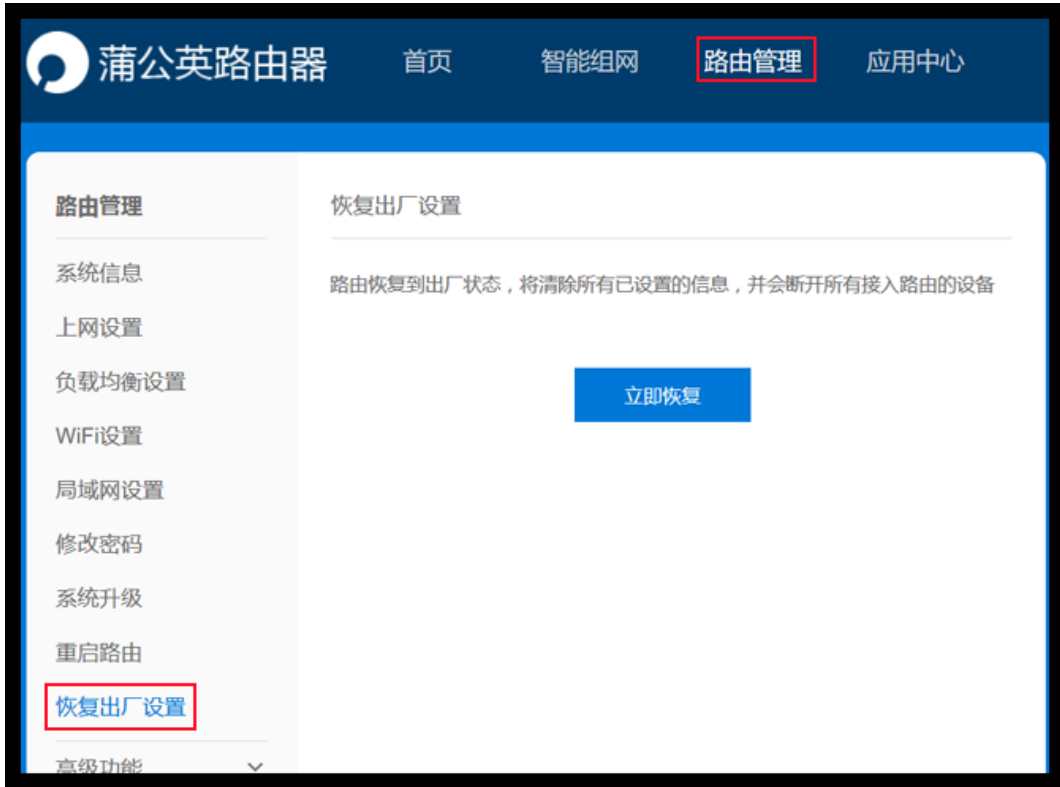 蒲公英路由器 首页 智能组网 路由管理 应用中心
路由管理
系统信息
上网设置
负载均衡设置
WiFi设置
局域网设置
修改密码
系统升级
重启路由
恢复出厂设置
高级功能
恢复出厂设置
路由恢复到出厂状态，将清除所有已设置的信息，并会断开所有接入路由的设备
立即恢复